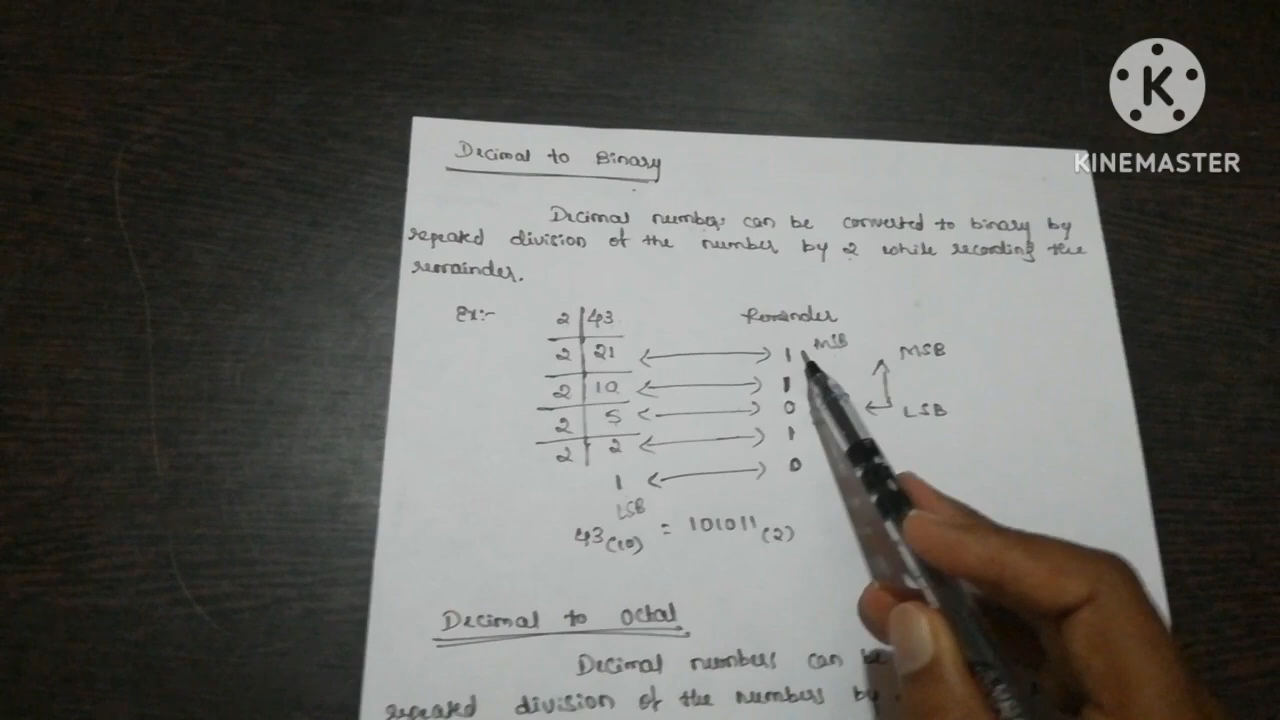 K
KINEMASTER
Decimal to Binary
Decimal numbers can be converted to binary by
repeated division of the number by 2 while recording the
remainder.
Ex:- 2 43 Remainder
2 21 1 MSB MSB
2 10 1
2 5 0 LSB
2 2 1
1 0
LSB
43(10) = 101011(2)
Decimal to Octal
Decimal numbers can be
repeated division of the numbers by